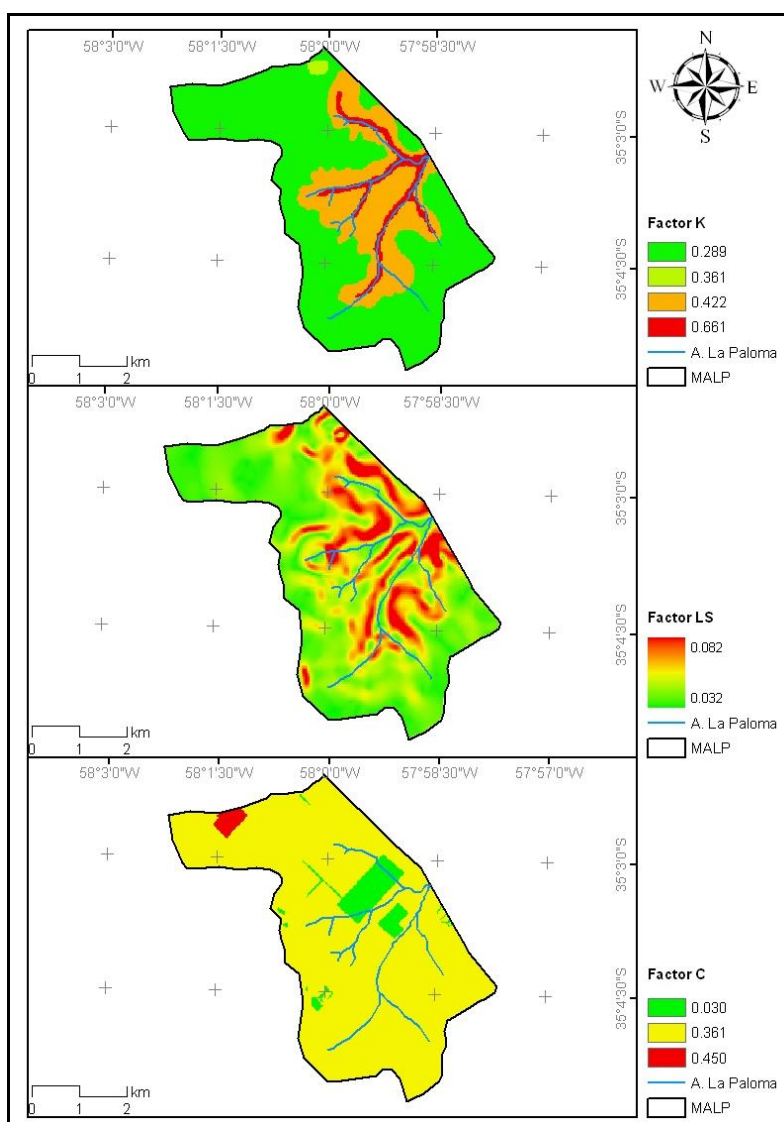 58°3'0"W 58°1'30"W 58°0'0"W 57°58'30"W
N
W E
S
35°3'0"S
35°4'30"S
Factor K
0.289
0.361
0.422
0.661
A. La Paloma
MALP
km
0 1 2
58°3'0"W 58°1'30"W 58°0'0"W 57°58'30"W
35°3'0"S
35°4'30"S
Factor LS
0.082
0.032
A. La Paloma
MALP
km
0 1 2
58°3'0"W 58°1'30"W 58°0'0"W 57°58'30"W 57°57'0"W
35°3'0"S
35°4'30"S
Factor C
0.030
0.361
0.450
A. La Paloma
MALP
km
0 1 2